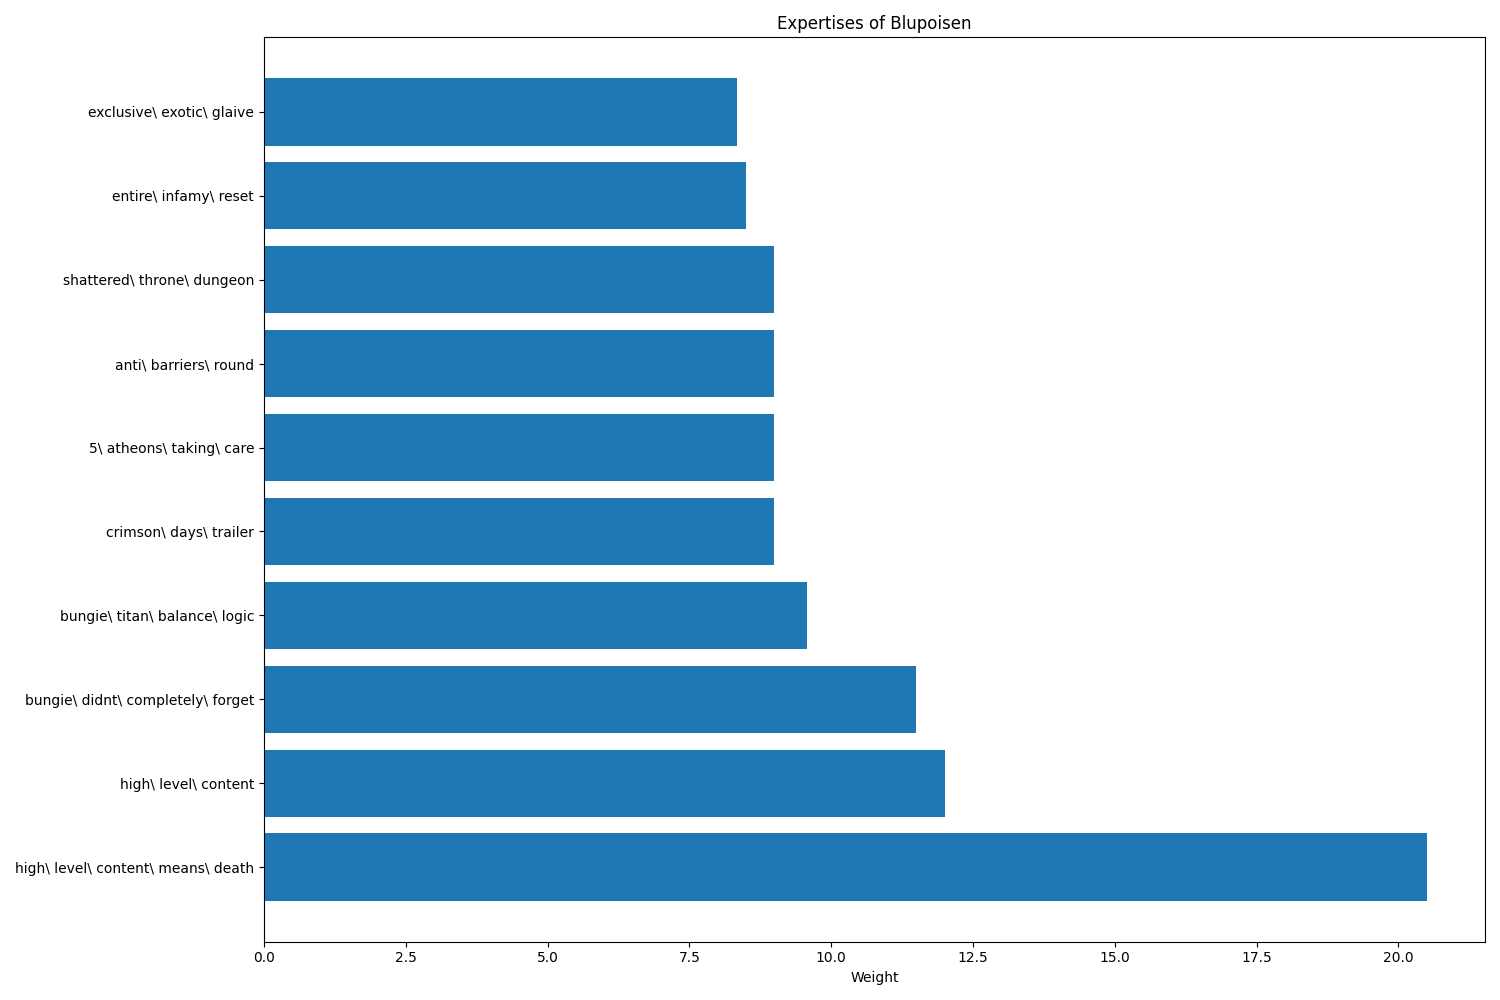 Expertises of Blupoisen
exclusive\ exotic\ glaive
entire\ infamy\ reset
shattered\ throne\ dungeon
anti\ barriers\ round
5\ atheons\ taking\ care
crimson\ days\ trailer
bungie\ titan\ balance\ logic
bungie\ didnt\ completely\ forget
high\ level\ content
high\ level\ content\ means\ death
0.0 2.5 5.0 7.5 10.0 12.5 15.0 17.5 20.0
Weight